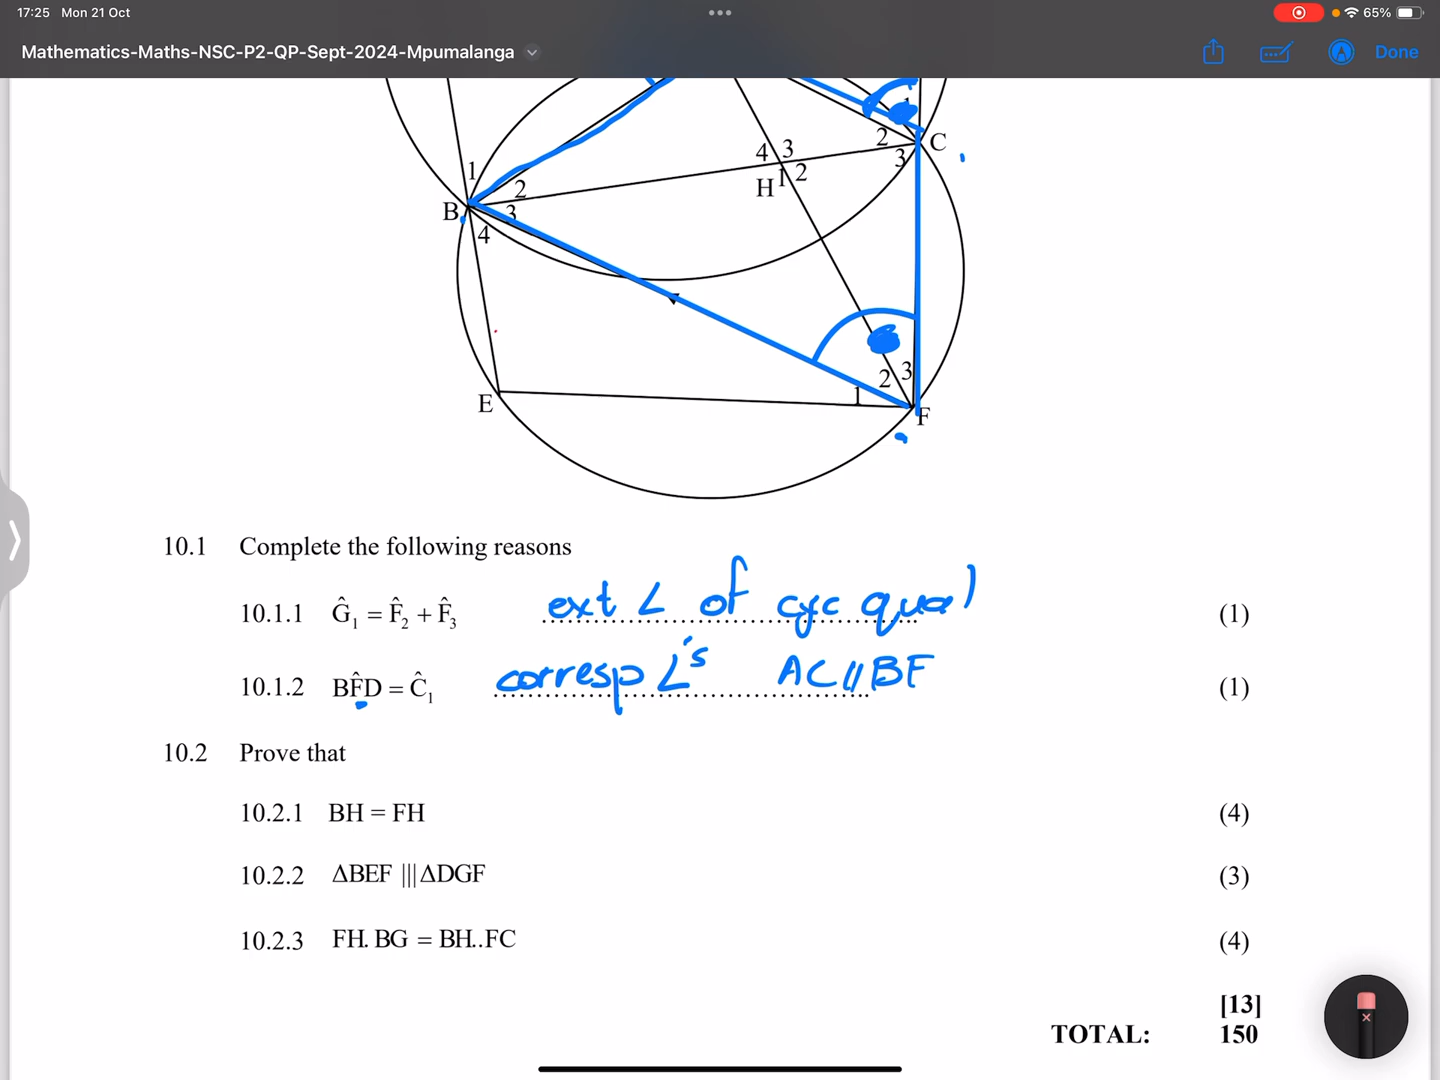 17:25 Mon 21 Oct
65%
Mathematics-Maths-NSC-P2-QP-Sept-2024-Mpumalanga
Done
1
2 C
3
4 3
H 1 2
1
2
B 3
4
2 3
1
E
F
10.1 Complete the following reasons
10.1.1 Ĝ₁ = F̂₂ + F̂₃ ext ∠ of cyc quad (1)
10.1.2 BF̂D = Ĉ₁ corresp ∠'s AC//BF (1)
10.2 Prove that
10.2.1 BH = FH (4)
10.2.2 ΔBEF ||| ΔDGF (3)
10.2.3 FH. BG = BH..FC (4)
[13]
TOTAL: 150